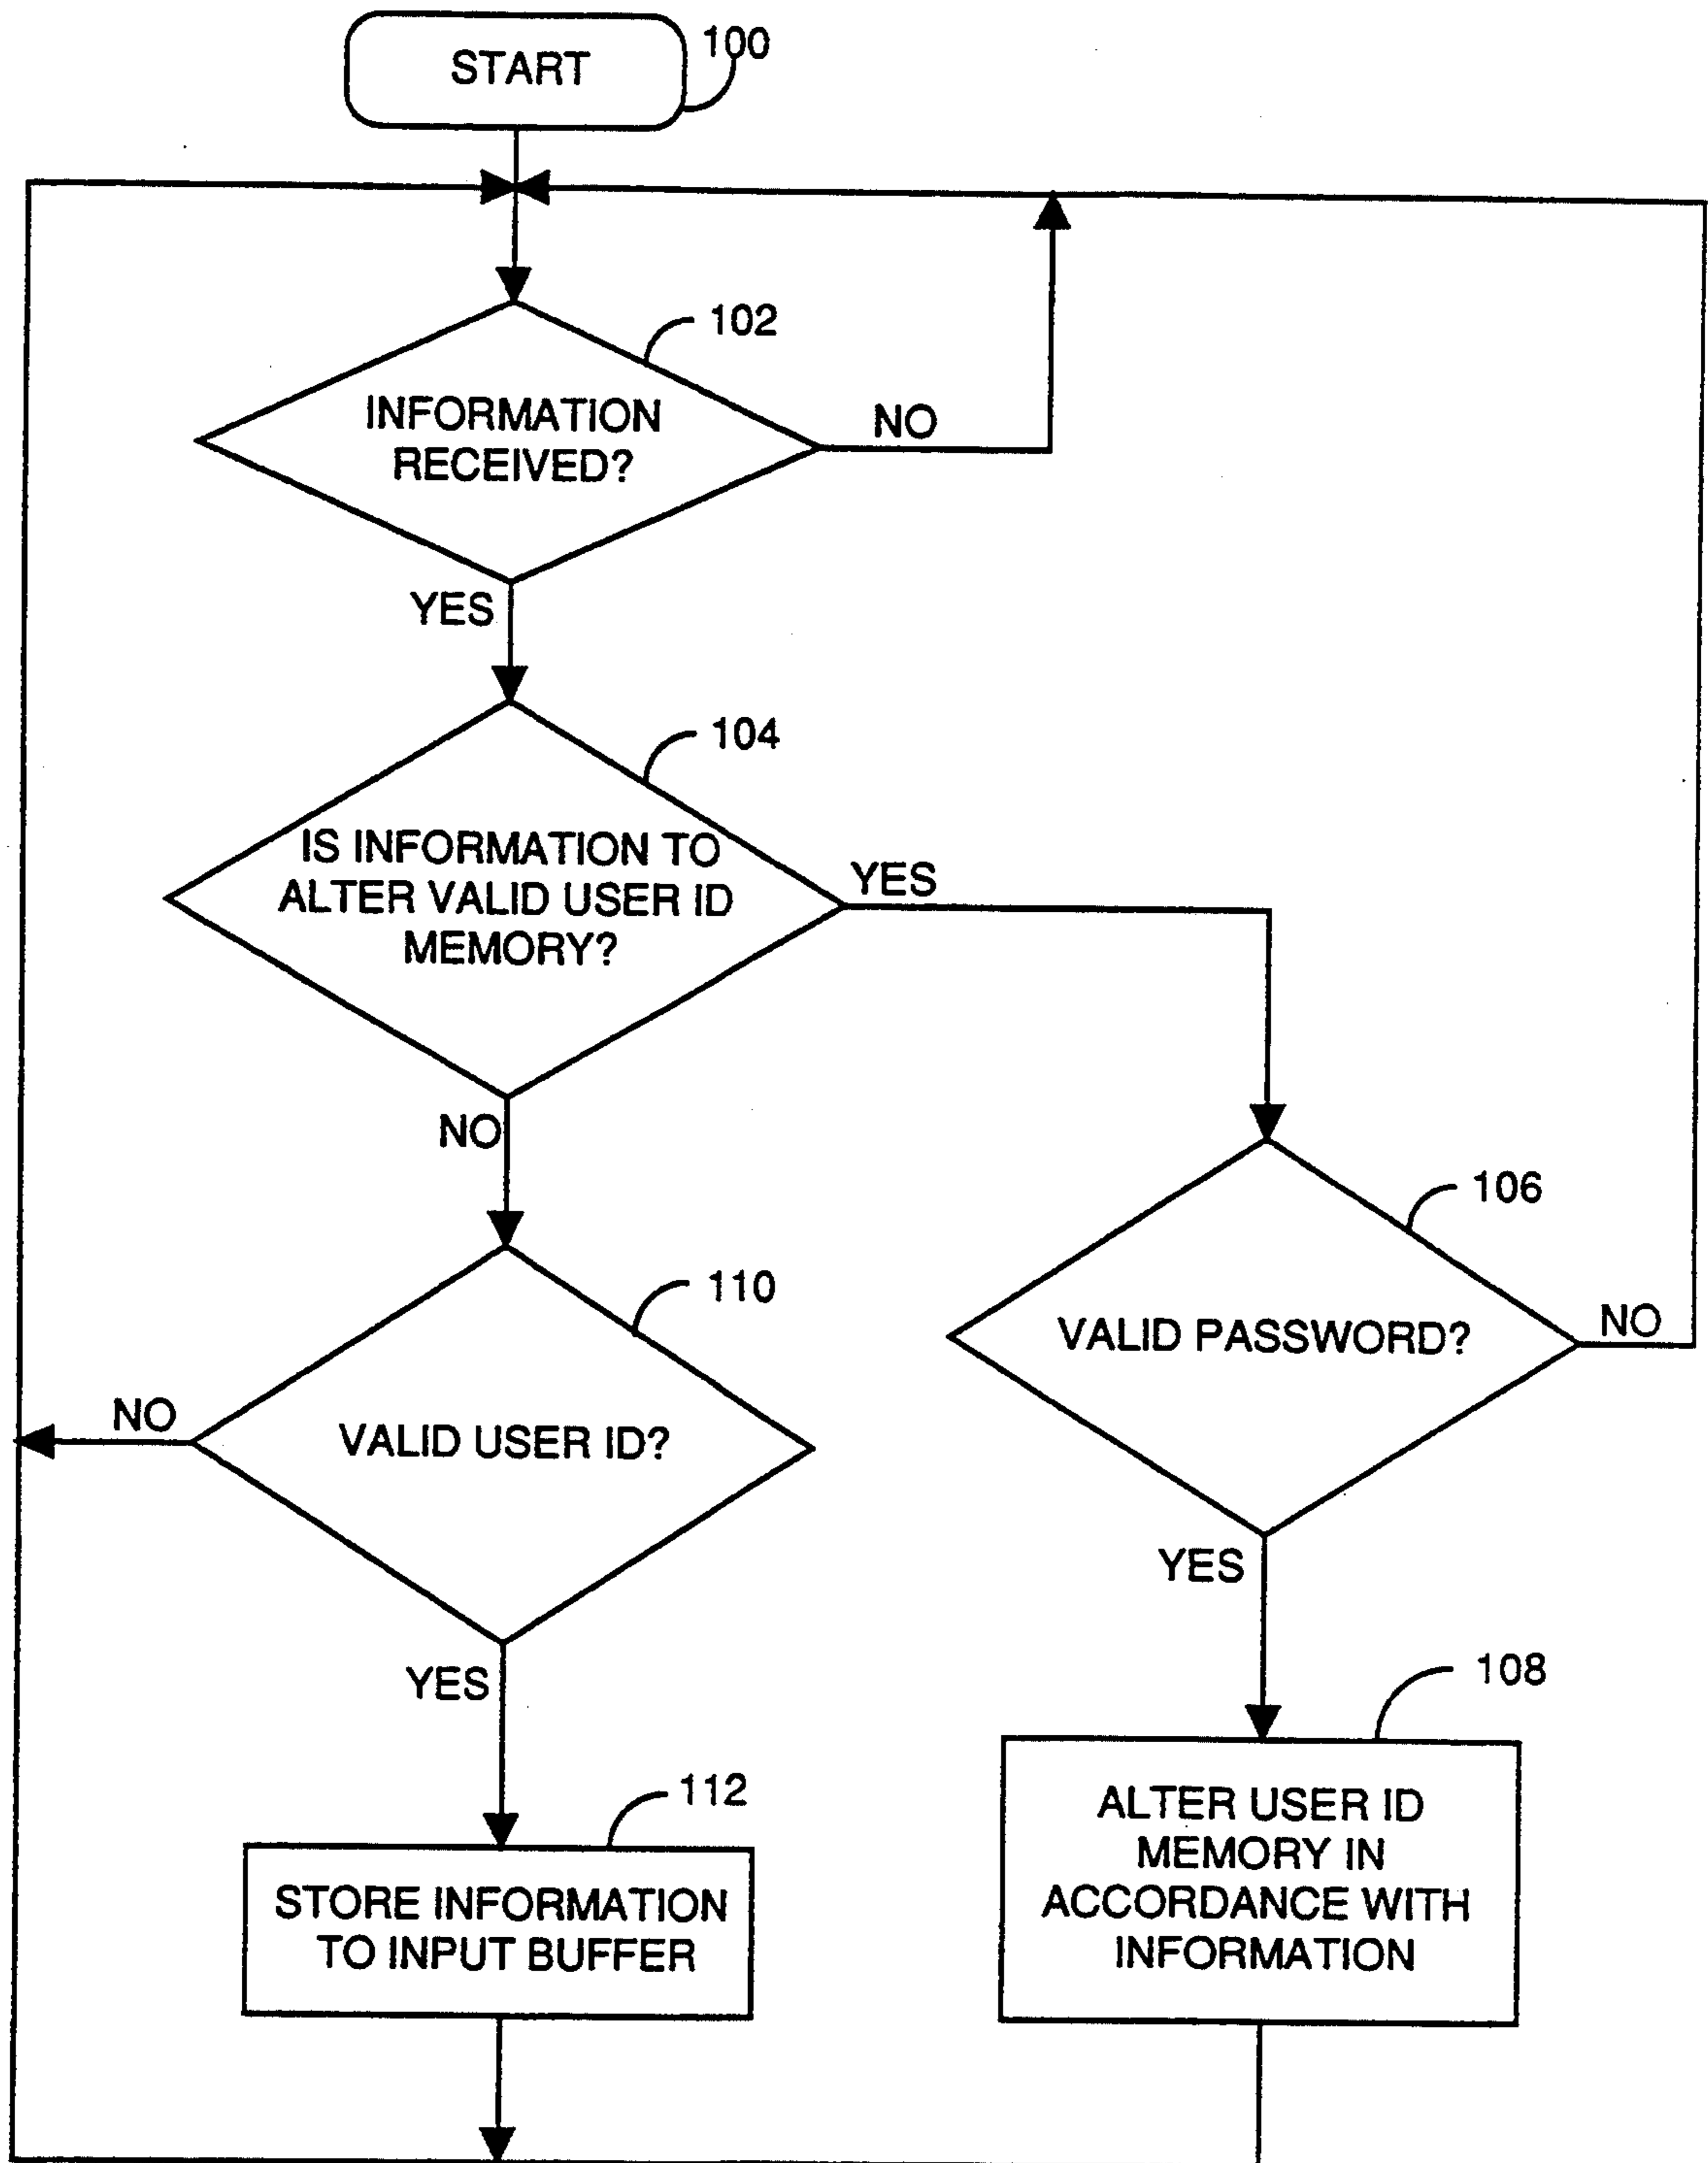 START
100
102
INFORMATION
RECEIVED?
NO
YES
104
IS INFORMATION TO
ALTER VALID USER ID
MEMORY?
YES
NO
106
VALID PASSWORD?
NO
YES
110
VALID USER ID?
NO
YES
108
ALTER USER ID
MEMORY IN
ACCORDANCE WITH
INFORMATION
112
STORE INFORMATION
TO INPUT BUFFER